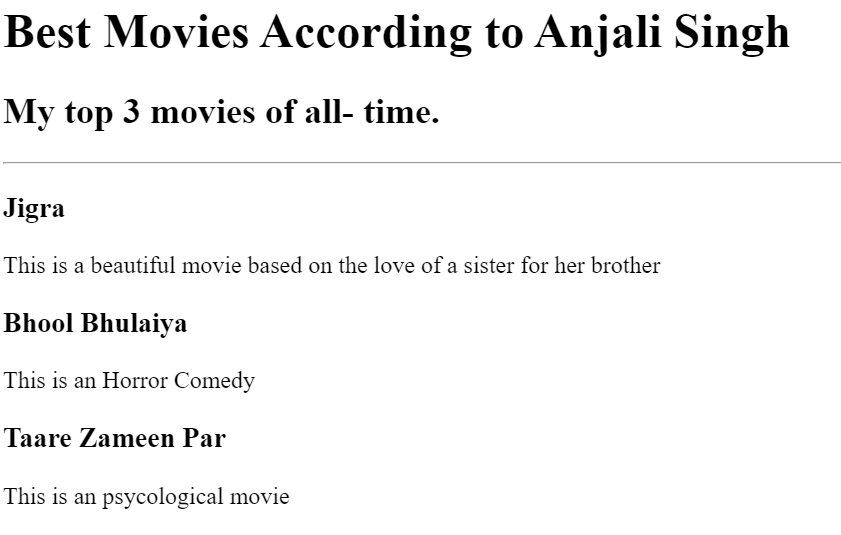 Best Movies According to Anjali Singh
My top 3 movies of all- time.
Jigra
This is a beautiful movie based on the love of a sister for her brother
Bhool Bhulaiya
This is an Horror Comedy
Taare Zameen Par
This is an psycological movie